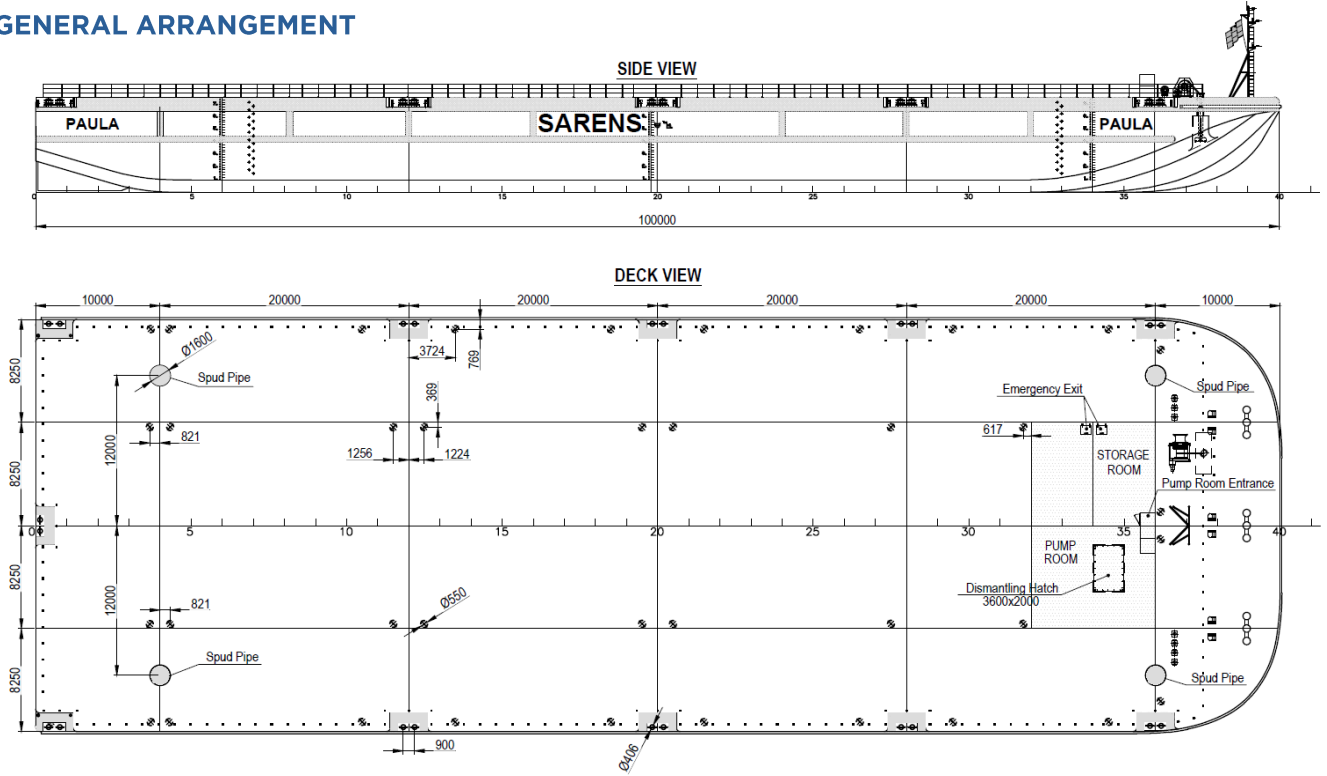 GENERAL ARRANGEMENT
SIDE VIEW
PAULA
SARENS
PAULA
0 5 10 15 20 25 30 35 40
100000
DECK VIEW
10000 20000 20000 20000 20000 10000
8250
Ø1600
Spud Pipe
3724
769
Spud Pipe
369
Emergency Exit
12000
821
1256
1224
617
8250
STORAGE
ROOM
Pump Room Entrance
0 5 10 15 20 25 30 35 40
PUMP
ROOM
8250
12000
821
Ø550
Dismantling Hatch
3600x2000
Spud Pipe
Spud Pipe
8250
900
Ø406